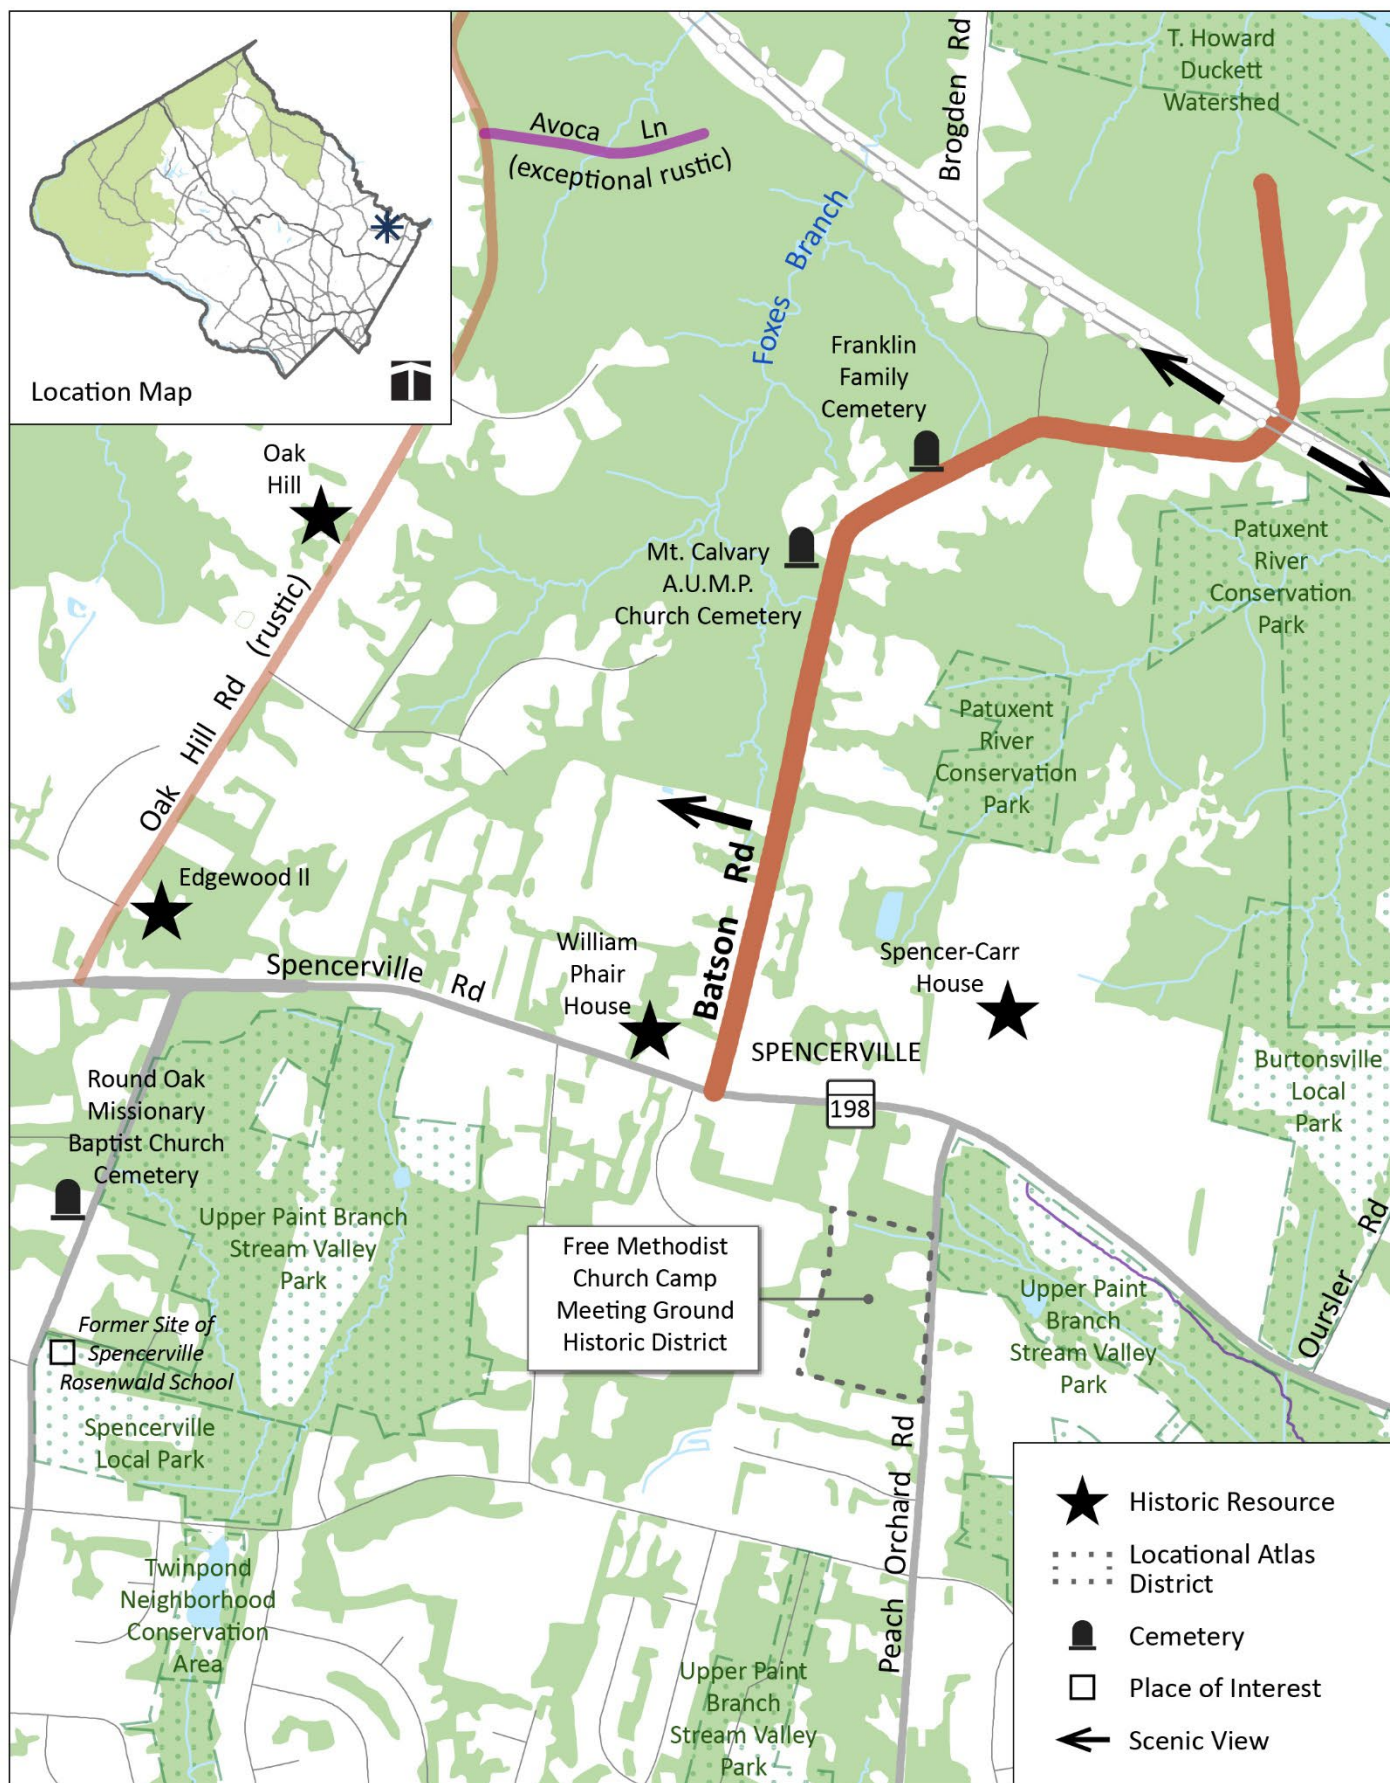 Location Map
Avoca Ln
(exceptional rustic)
Brogden Rd
T. Howard
Duckett
Watershed
Foxes Branch
Franklin
Family
Cemetery
Oak
Hill
Mt. Calvary
A.U.M.P.
Church Cemetery
Patuxent
River
Conservation
Park
Oak Hill Rd (rustic)
Patuxent
River
Conservation
Park
Edgewood II
Batson Rd
William
Phair
House
Spencer-Carr
House
Spencerville Rd
SPENCERVILLE
198
Burtonsville
Local
Park
Round Oak
Missionary
Baptist Church
Cemetery
Upper Paint Branch
Stream Valley
Park
Free Methodist
Church Camp
Meeting Ground
Historic District
Upper Paint
Branch
Stream Valley
Park
Oursler Rd
Former Site of
Spencerville
Rosenwald School
Spencerville
Local Park
Peach Orchard Rd
Twinpond
Neighborhood
Conservation
Area
Upper Paint
Branch
Stream Valley
Park
Historic Resource
Locational Atlas
District
Cemetery
Place of Interest
Scenic View